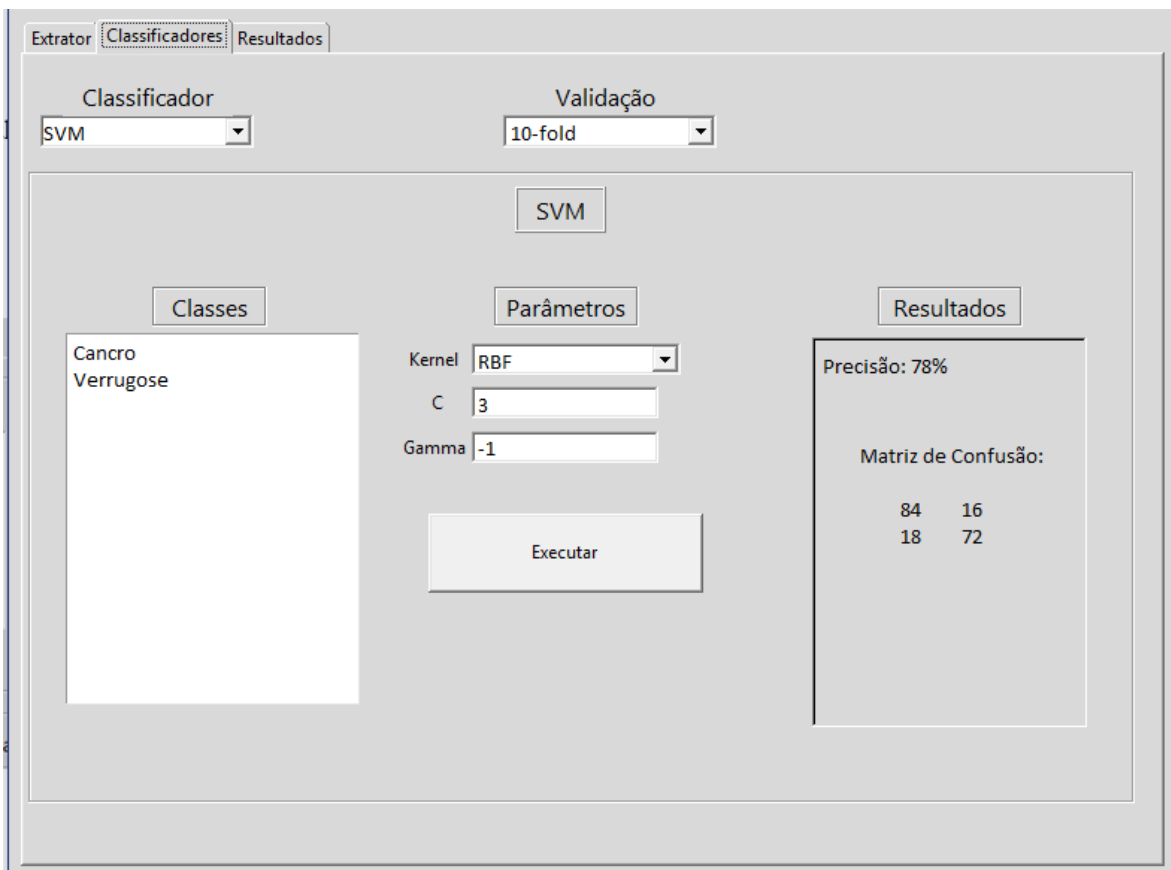 Extrator Classificadores Resultados
Classificador Validação
SVM 10-fold
SVM
Classes Parâmetros Resultados
Cancro
Verrugose
Kernel RBF
C 3
Gamma -1
Executar
Precisão: 78%
Matriz de Confusão:
84 16
18 72